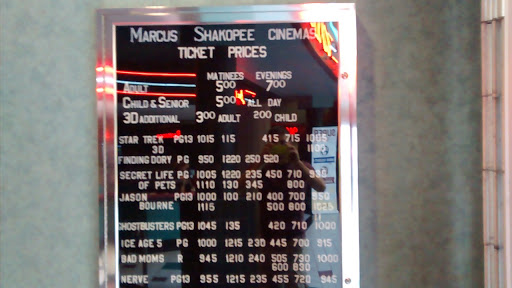 MARCUS SHAKOPEE CINEMAS
TICKET PRICES
MATINEES EVENINGS
ADULT 500 700
CHILD & SENIOR 500 ALL DAY
3D ADDITIONAL 300 ADULT 200 CHILD
STAR TREK PG13 1015 115 415 715 1005
3D 1100
FINDING DORY PG 950 1220 250 520
SECRET LIFE PG 1005 1220 235 450 710 930
OF PETS 1110 130 345 800
JASON PG13 1000 100 210 400 700 950
BOURNE 1115 500 800 1025
GHOSTBUSTERS PG13 1045 135 420 710 1000
ICE AGE 5 PG 1000 1215 230 445 700 915
BAD MOMS R 945 1210 240 505 730 1000
600 830
NERVE PG13 955 1215 235 455 720 945